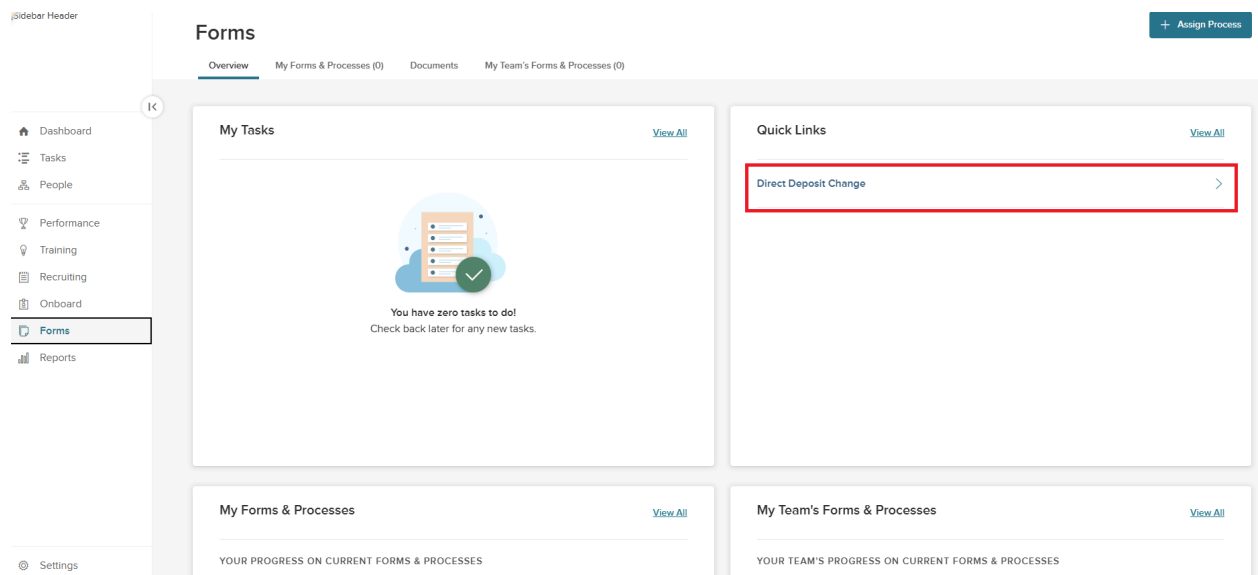 Sidebar Header
Forms
+ Assign Process
Overview
My Forms & Processes (0)
Documents
My Team's Forms & Processes (0)
Dashboard
Tasks
People
Performance
Training
Recruiting
Onboard
Forms
Reports
Settings
My Tasks
View All
You have zero tasks to do!
Check back later for any new tasks.
Quick Links
View All
Direct Deposit Change
My Forms & Processes
View All
YOUR PROGRESS ON CURRENT FORMS & PROCESSES
My Team's Forms & Processes
View All
YOUR TEAM'S PROGRESS ON CURRENT FORMS & PROCESSES